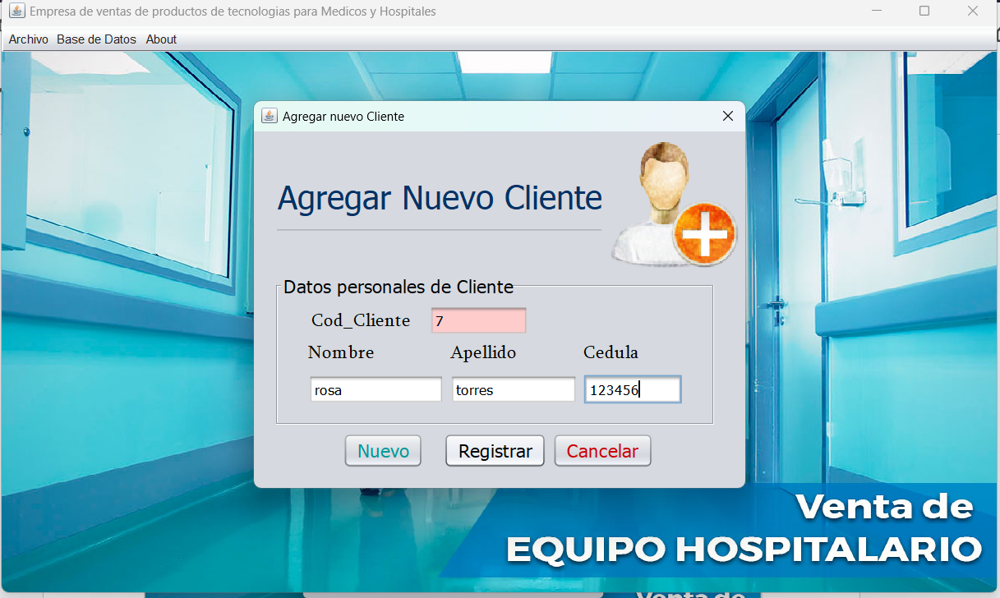 Empresa de ventas de productos de tecnologias para Medicos y Hospitales
Archivo Base de Datos About
Agregar nuevo Cliente
Agregar Nuevo Cliente
Datos personales de Cliente
Cod_Cliente 7
Nombre Apellido Cedula
rosa torres 123456
Nuevo Registrar Cancelar
Venta de
EQUIPO HOSPITALARIO
Venta de